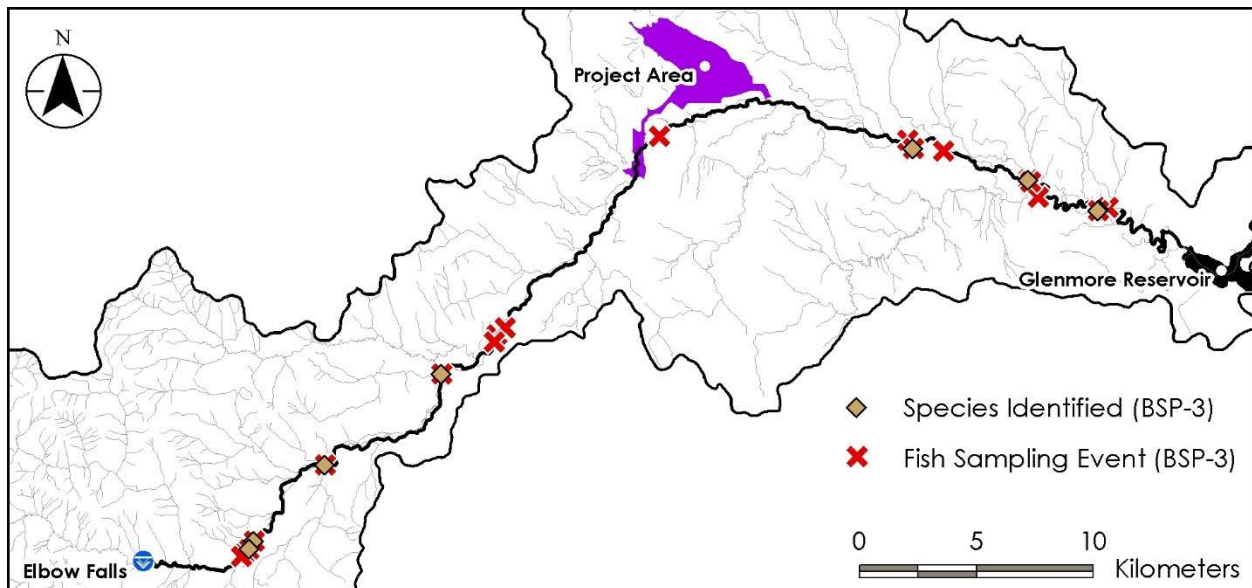 N
Project Area
Glenmore Reservoir
Species Identified (BSP-3)
Fish Sampling Event (BSP-3)
0 5 10
Kilometers
Elbow Falls